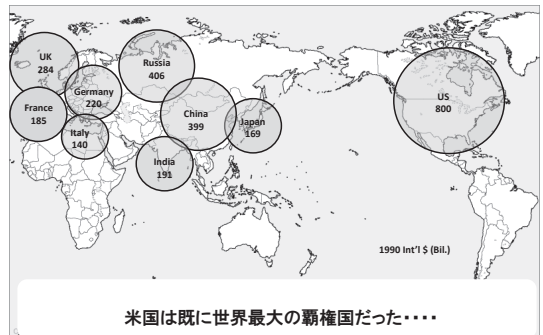 UK
284
Russia
406
Germany
220
France
185
China
399
Japan
169
Italy
140
India
191
US
800
1990 Int'l $ (Bil.)
米国は既に世界最大の覇権国だった・・・・